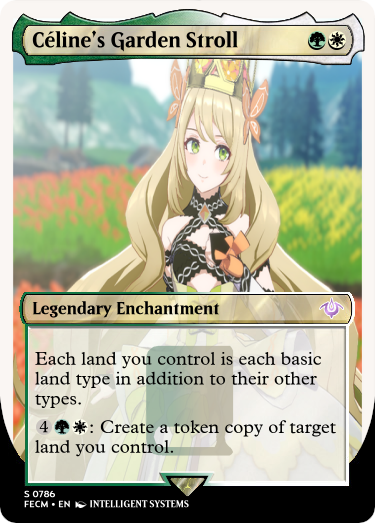 Céline's Garden Stroll
Legendary Enchantment
Each land you control is each basic
land type in addition to their other
types.
4 : Create a token copy of target
land you control.
S 0786
FECM • EN INTELLIGENT SYSTEMS